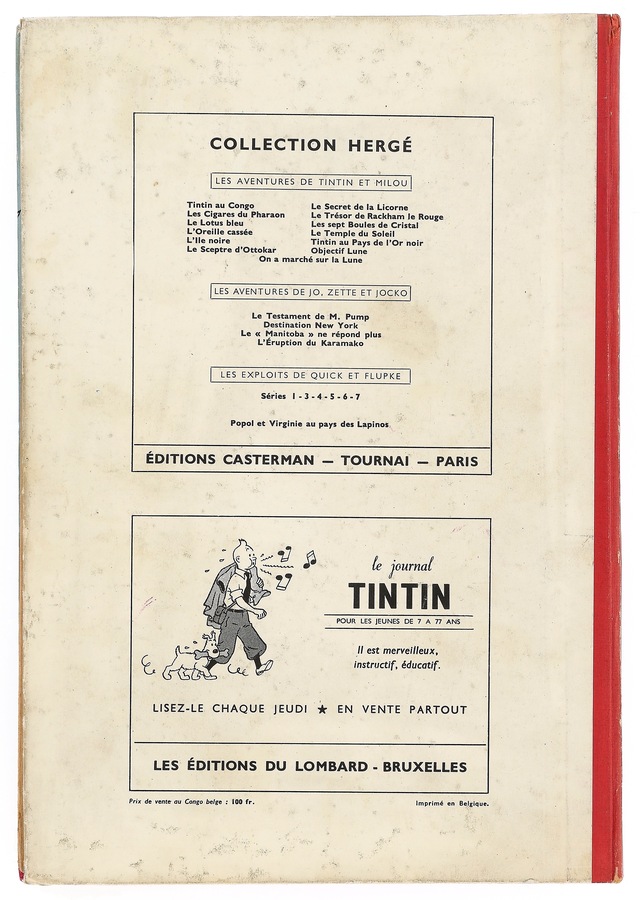 COLLECTION HERGÉ
LES AVENTURES DE TINTIN ET MILOU
Tintin au Congo
Les Cigares du Pharaon
Le Lotus bleu
L'Oreille cassée
L'Ile noire
Le Sceptre d'Ottokar
Le Secret de la Licorne
Le Trésor de Rackham le Rouge
Les sept Boules de Cristal
Le Temple du Soleil
Tintin au Pays de l'Or noir
Objectif Lune
On a marché sur la Lune
LES AVENTURES DE JO, ZETTE ET JOCKO
Le Testament de M. Pump
Destination New York
Le « Manitoba » ne répond plus
L'Éruption du Karamako
LES EXPLOITS DE QUICK ET FLUPKE
Séries 1 - 3 - 4 - 5 - 6 - 7
Popol et Virginie au pays des Lapinos
ÉDITIONS CASTERMAN — TOURNAI — PARIS
le journal
TINTIN
POUR LES JEUNES DE 7 A 77 ANS
Il est merveilleux,
instructif, éducatif.
LISEZ-LE CHAQUE JEUDI ★ EN VENTE PARTOUT
LES ÉDITIONS DU LOMBARD - BRUXELLES
Prix de vente au Congo belge : 100 fr.
Imprimé en Belgique.